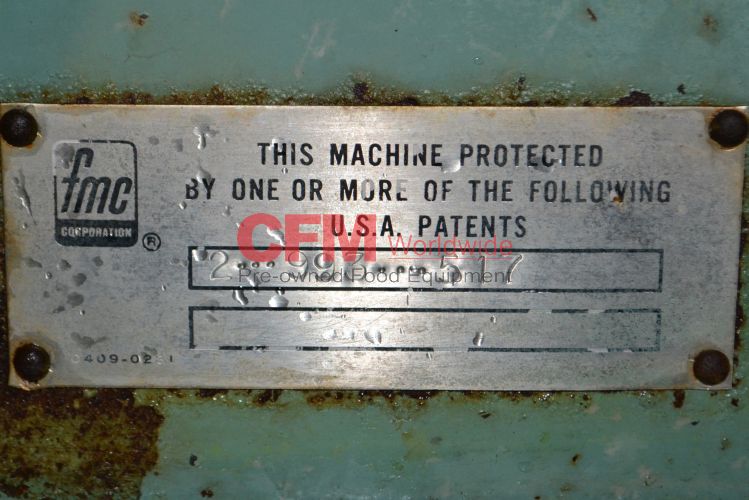 fmc
CORPORATION
®
THIS MACHINE PROTECTED
BY ONE OR MORE OF THE FOLLOWING
U.S.A. PATENTS
CFM Worldwide
Pre-owned Food Equipment